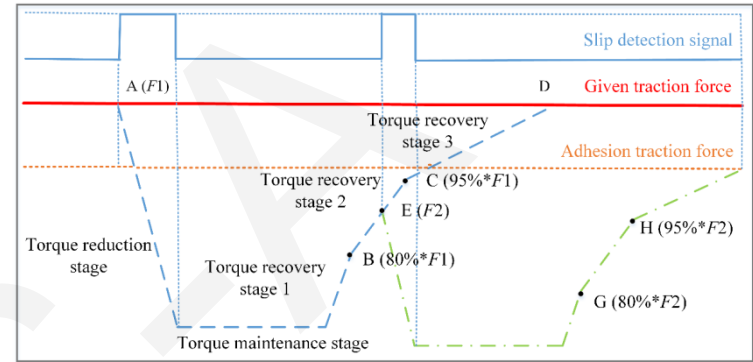 Slip detection signal
A (F1)
D
Given traction force
Torque recovery
stage 3
Adhesion traction force
Torque recovery
stage 2
C (95%*F1)
E (F2)
H (95%*F2)
Torque reduction
stage
B (80%*F1)
Torque recovery
stage 1
G (80%*F2)
Torque maintenance stage